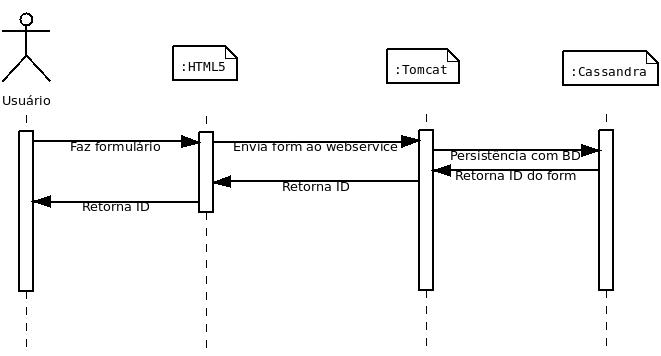 :HTML5
:Tomcat
:Cassandra
Usuário
Faz formulário
Envia form ao webservice
Persistência com BD
Retorna ID do form
Retorna ID
Retorna ID